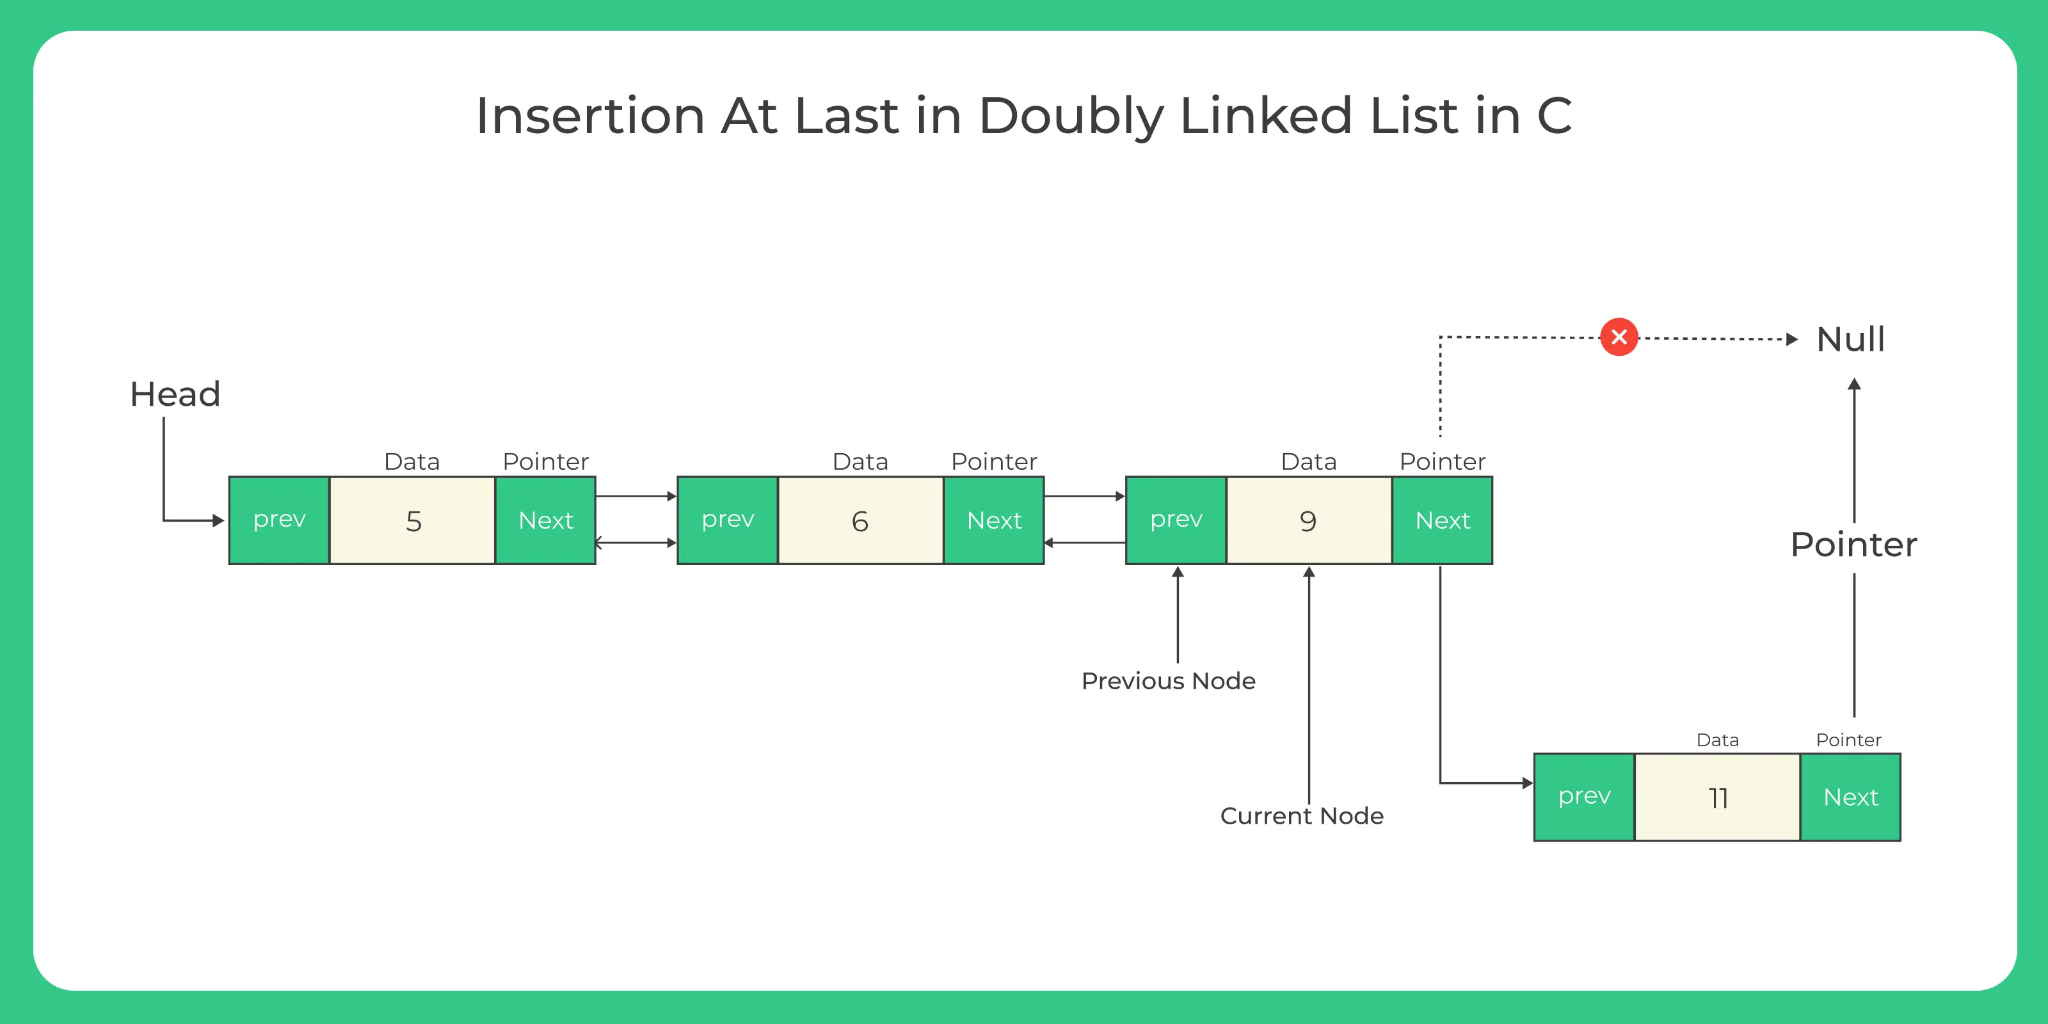 Insertion At Last in Doubly Linked List in C
Null
Head
Data Pointer Data Pointer Data Pointer
prev 5 Next prev 6 Next prev 9 Next
Pointer
Previous Node
Data Pointer
prev 11 Next
Current Node